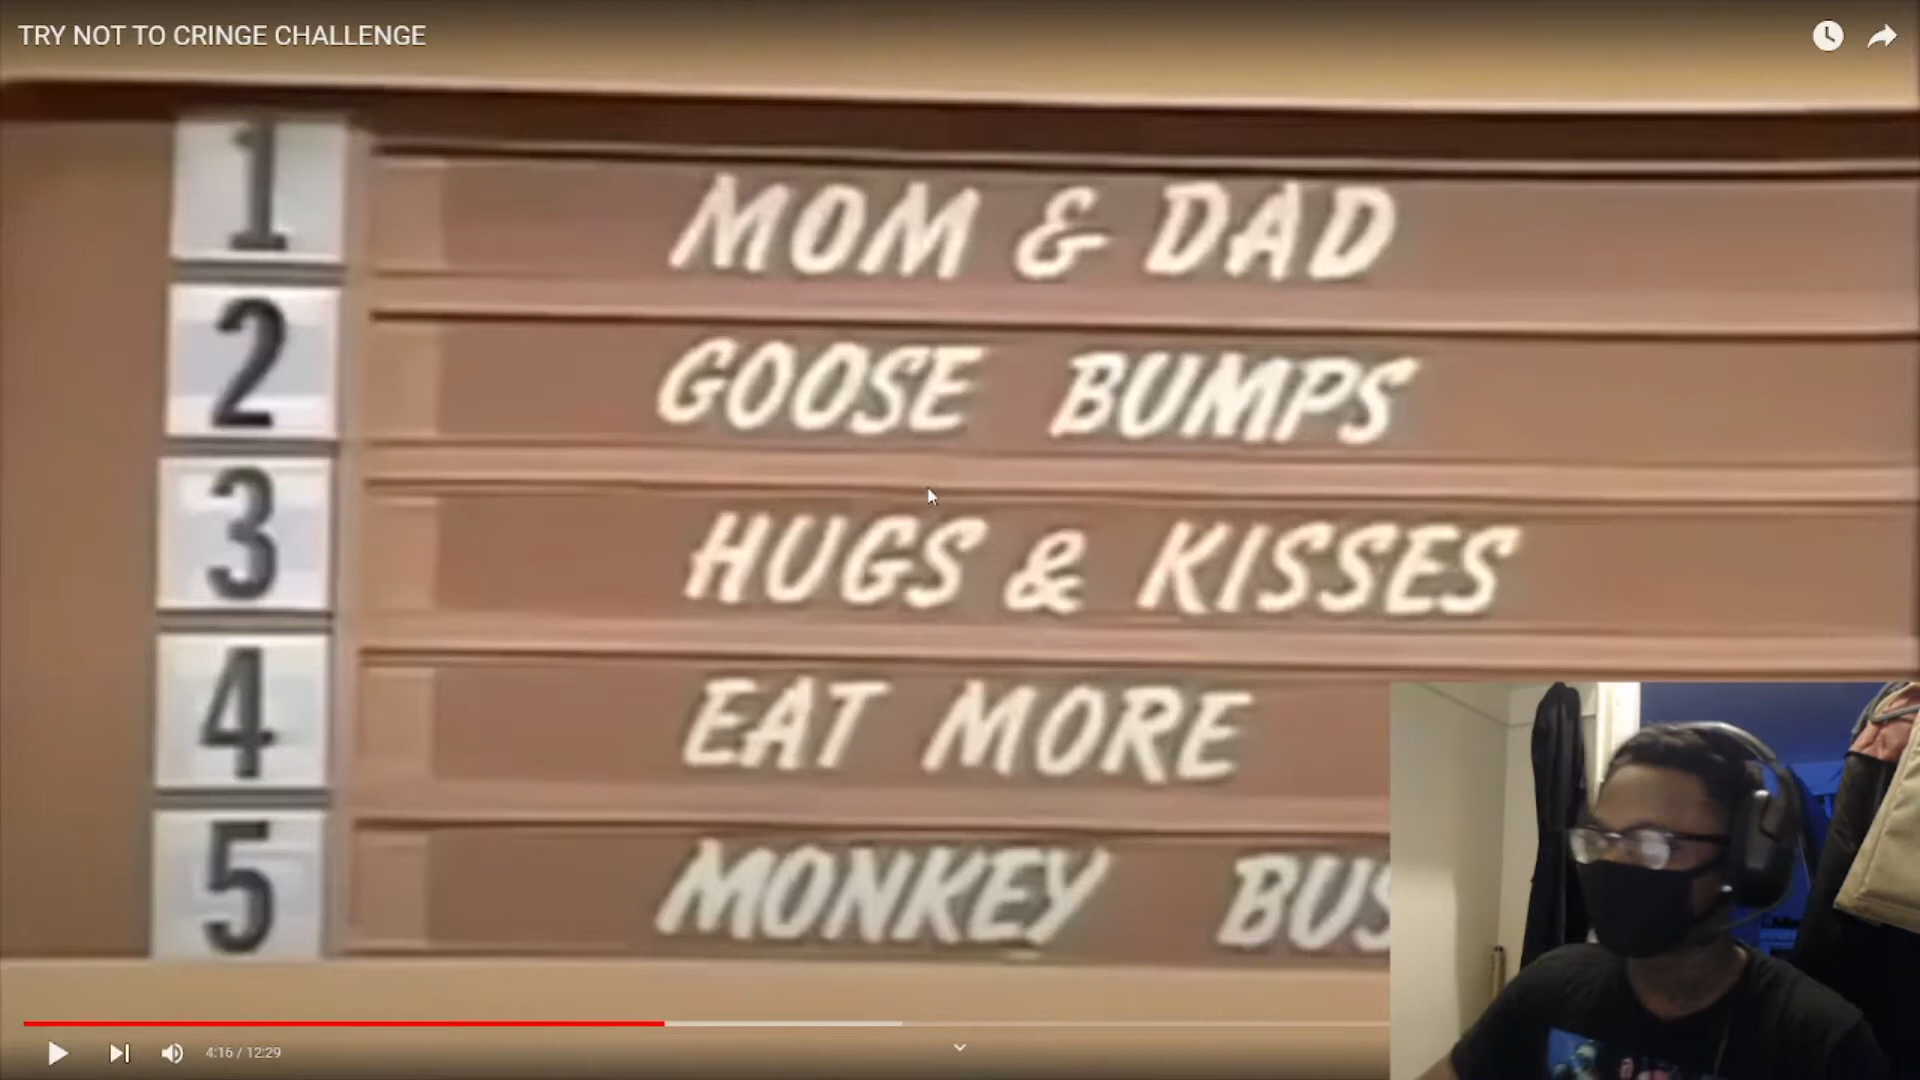 TRY NOT TO CRINGE CHALLENGE
1 MOM & DAD
2 GOOSE BUMPS
3 HUGS & KISSES
4 EAT MORE
5 MONKEY BUS
4:16 / 12:29